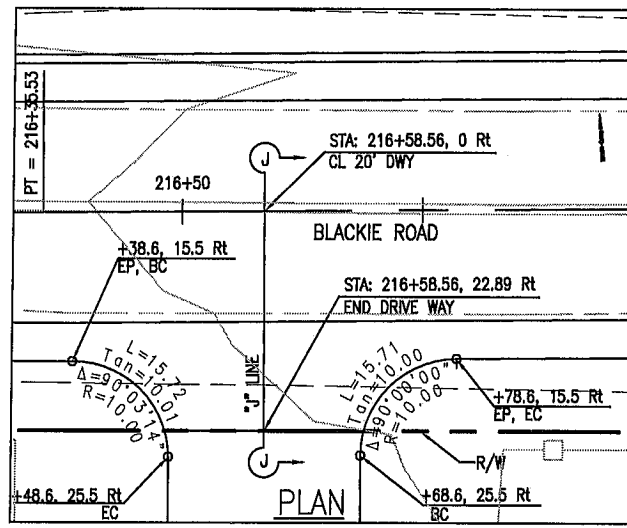 PT = 216+35.53
J
STA: 216+58.56, 0 Rt
CL 20' DWY
216+50
BLACKIE ROAD
+38.6, 15.5 Rt
EP, BC
STA: 216+58.56, 22.89 Rt
END DRIVE WAY
L=15.72
Tan=10.01
Δ=90°03'14"
R=10.00
"J" LINE
L=15.71
Tan=10.00
Δ=90°00'00"
R=10.00
+78.6, 15.5 Rt
EP, EC
R/W
J
+48.6, 25.5 Rt
EC
PLAN
+68.6, 25.5 Rt
BC